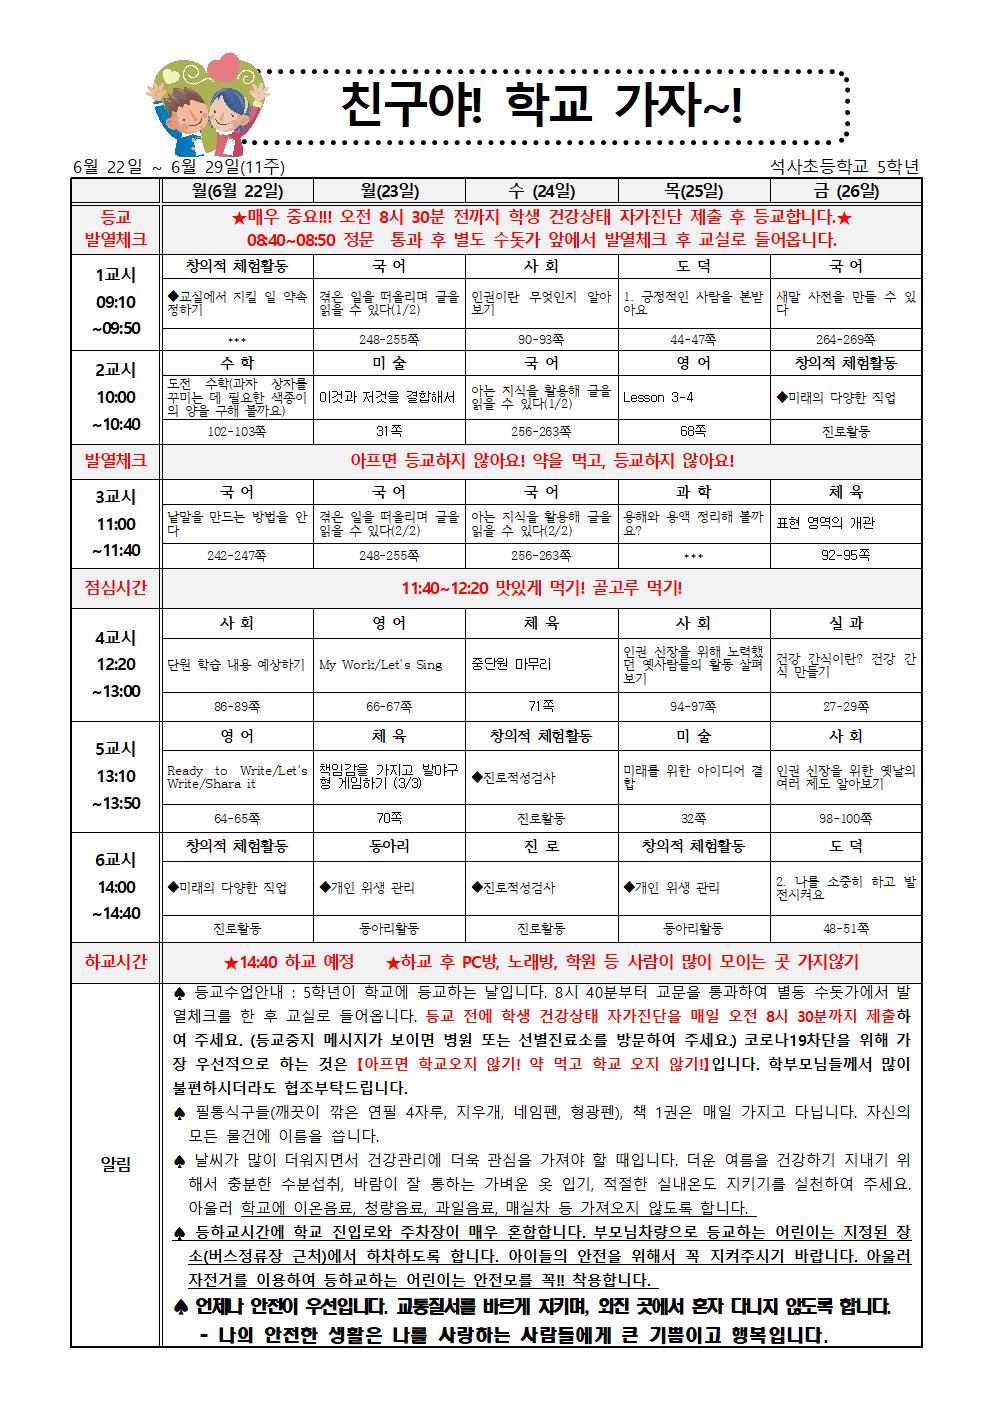 친구야! 학교 가자~!
6월 22일 ~ 6월 29일(11주) 석사초등학교 5학년
월(6월 22일) 월(23일) 수 (24일) 목(25일) 금 (26일)
등교
발열체크
★매우 중요!!! 오전 8시 30분 전까지 학생 건강상태 자가진단 제출 후 등교합니다.★
08:40~08:50 정문 통과 후 별도 수돗가 앞에서 발열체크 후 교실로 들어옵니다.
1교시
09:10
~09:50
창의적 체험활동 국 어 사 회 도 덕 국 어
◆교실에서 지킬 일 약속
정하기
겪은 일을 떠올리며 글을
읽을 수 있다(1/2)
인권이란 무엇인지 알아
보기
1. 긍정적인 사람을 본받
아요
새말 사전을 만들 수 있
다
*** 248-255쪽 90-93쪽 44-47쪽 264-269쪽
2교시
10:00
~10:40
수 학 미 술 국 어 영 어 창의적 체험활동
도전 수학(과자 상자를
꾸미는 데 필요한 색종이
의 양을 구해 볼까요)
이것과 저것을 결합해서
아는 지식을 활용해 글을
읽을 수 있다(1/2)
Lesson 3-4
◆미래의 다양한 직업
102-103쪽 31쪽 256-263쪽 68쪽 진로활동
발열체크 아프면 등교하지 않아요! 약을 먹고, 등교하지 않아요!
3교시
11:00
~11:40
국 어 국 어 국 어 과 학 체 육
낱말을 만드는 방법을 안
다
겪은 일을 떠올리며 글을
읽을 수 있다(2/2)
아는 지식을 활용해 글을
읽을 수 있다(2/2)
용해와 용액 정리해 볼까
요?
표현 영역의 개관
242-247쪽 248-255쪽 256-263쪽 *** 92-95쪽
점심시간 11:40~12:20 맛있게 먹기! 골고루 먹기!
4교시
12:20
~13:00
사 회 영 어 체 육 사 회 실 과
단원 학습 내용 예상하기
My Work/Let's Sing
중단원 마무리
인권 신장을 위해 노력했
던 옛사람들의 활동 살펴
보기
건강 간식이란? 건강 간
식 만들기
86-89쪽 66-67쪽 71쪽 94-97쪽 27-29쪽
5교시
13:10
~13:50
영 어 체 육 창의적 체험활동 미 술 사 회
Ready to Write/Let's
Write/Shara it
책임감을 가지고 발야구
형 게임하기 (3/3)
◆진로적성검사
미래를 위한 아이디어 결
합
인권 신장을 위한 옛날의
여러 제도 알아보기
64-65쪽 70쪽 진로활동 32쪽 98-100쪽
6교시
14:00
~14:40
창의적 체험활동 동아리 진 로 창의적 체험활동 도 덕
◆미래의 다양한 직업
◆개인 위생 관리
◆진로적성검사
◆개인 위생 관리
2. 나를 소중히 하고 발
전시켜요
진로활동 동아리활동 진로활동 동아리활동 48-51쪽
하교시간 ★14:40 하교 예정 ★하교 후 PC방, 노래방, 학원 등 사람이 많이 모이는 곳 가지않기
알림
♠ 등교수업안내 : 5학년이 학교에 등교하는 날입니다. 8시 40분부터 교문을 통과하여 별동 수돗가에서 발
열체크를 한 후 교실로 들어옵니다. 등교 전에 학생 건강상태 자가진단을 매일 오전 8시 30분까지 제출하
여 주세요. (등교중지 메시지가 보이면 병원 또는 선별진료소를 방문하여 주세요.) 코로나19차단을 위해 가
장 우선적으로 하는 것은 【아프면 학교오지 않기! 약 먹고 학교 오지 않기!】입니다. 학부모님들께서 많이
불편하시더라도 협조부탁드립니다.
♠ 필통식구들(깨끗이 깎은 연필 4자루, 지우개, 네임펜, 형광펜), 책 1권은 매일 가지고 다닙니다. 자신의
모든 물건에 이름을 씁니다.
♠ 날씨가 많이 더워지면서 건강관리에 더욱 관심을 가져야 할 때입니다. 더운 여름을 건강하기 지내기 위
해서 충분한 수분섭취, 바람이 잘 통하는 가벼운 옷 입기, 적절한 실내온도 지키기를 실천하여 주세요.
아울러 학교에 이온음료, 청량음료, 과일음료, 매실차 등 가져오지 않도록 합니다.
♠ 등하교시간에 학교 진입로와 주차장이 매우 혼합합니다. 부모님차량으로 등교하는 어린이는 지정된 장
소(버스정류장 근처)에서 하차하도록 합니다. 아이들의 안전을 위해서 꼭 지켜주시기 바랍니다. 아울러
자전거를 이용하여 등하교하는 어린이는 안전모를 꼭!! 착용합니다.
♠ 언제나 안전이 우선입니다. 교통질서를 바르게 지키며, 외진 곳에서 혼자 다니지 않도록 합니다.
- 나의 안전한 생활은 나를 사랑하는 사람들에게 큰 기쁨이고 행복입니다.